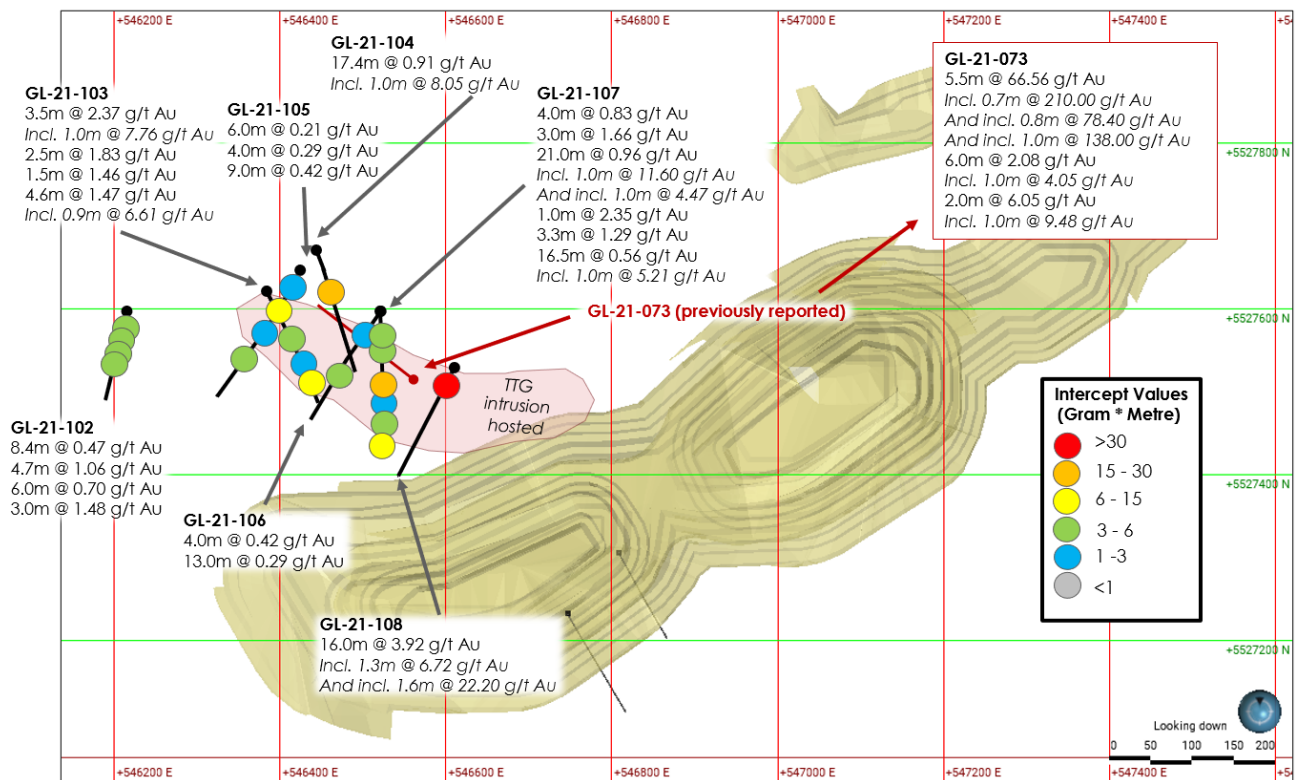 +546200 E
+546400 E
+546600 E
+546800 E
+547000 E
+547200 E
+547400 E
GL-21-104
17.4m @ 0.91 g/t Au
Incl. 1.0m @ 8.05 g/t Au
GL-21-103
3.5m @ 2.37 g/t Au
Incl. 1.0m @ 7.76 g/t Au
2.5m @ 1.83 g/t Au
1.5m @ 1.46 g/t Au
4.6m @ 1.47 g/t Au
Incl. 0.9m @ 6.61 g/t Au
GL-21-105
6.0m @ 0.21 g/t Au
4.0m @ 0.29 g/t Au
9.0m @ 0.42 g/t Au
GL-21-107
4.0m @ 0.83 g/t Au
3.0m @ 1.66 g/t Au
21.0m @ 0.96 g/t Au
Incl. 1.0m @ 11.60 g/t Au
And incl. 1.0m @ 4.47 g/t Au
1.0m @ 2.35 g/t Au
3.3m @ 1.29 g/t Au
16.5m @ 0.56 g/t Au
Incl. 1.0m @ 5.21 g/t Au
GL-21-073
5.5m @ 66.56 g/t Au
Incl. 0.7m @ 210.00 g/t Au
And incl. 0.8m @ 78.40 g/t Au
And incl. 1.0m @ 138.00 g/t Au
6.0m @ 2.08 g/t Au
Incl. 1.0m @ 4.05 g/t Au
2.0m @ 6.05 g/t Au
Incl. 1.0m @ 9.48 g/t Au
+5527800 N
GL-21-073 (previously reported)
+5527600 N
TTG
intrusion
hosted
Intercept Values
(Gram * Metre)
>30
15 - 30
6 - 15
3 - 6
1 -3
<1
GL-21-102
8.4m @ 0.47 g/t Au
4.7m @ 1.06 g/t Au
6.0m @ 0.70 g/t Au
3.0m @ 1.48 g/t Au
+5527400 N
GL-21-106
4.0m @ 0.42 g/t Au
13.0m @ 0.29 g/t Au
GL-21-108
16.0m @ 3.92 g/t Au
Incl. 1.3m @ 6.72 g/t Au
And incl. 1.6m @ 22.20 g/t Au
+5527200 N
Looking down
0 50 100 150 200
+546200 E
+546400 E
+546600 E
+546800 E
+547000 E
+547200 E
+547400 E